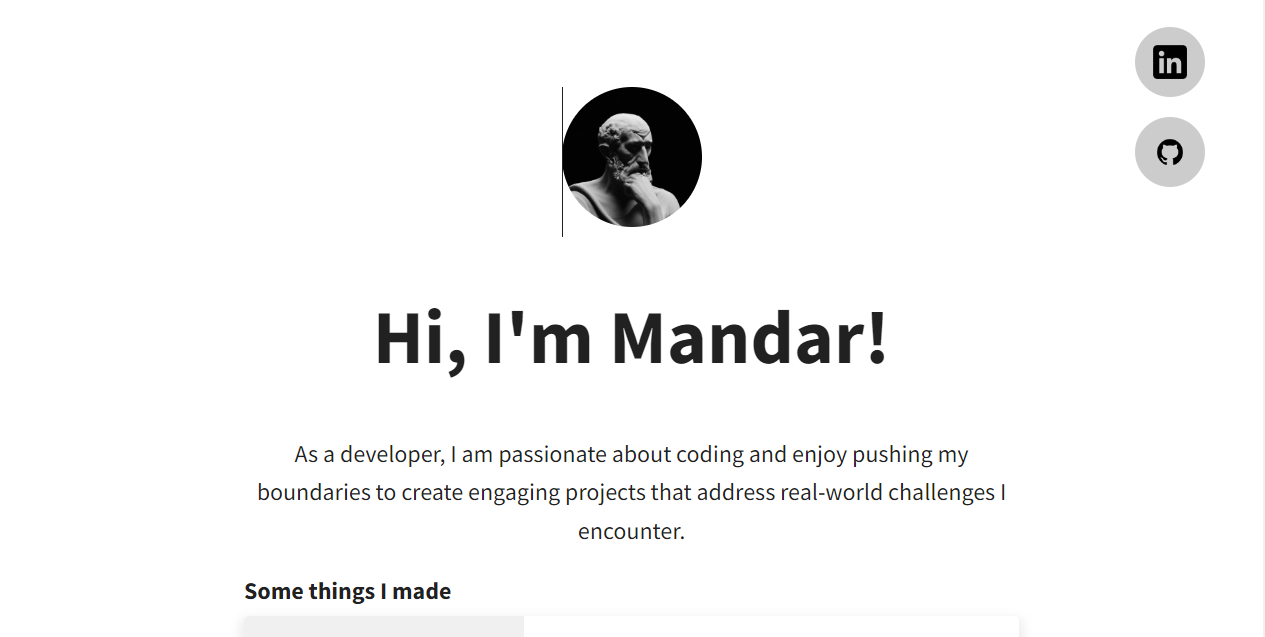 in
Hi, I'm Mandar!
As a developer, I am passionate about coding and enjoy pushing my
boundaries to create engaging projects that address real-world challenges I
encounter.
Some things I made